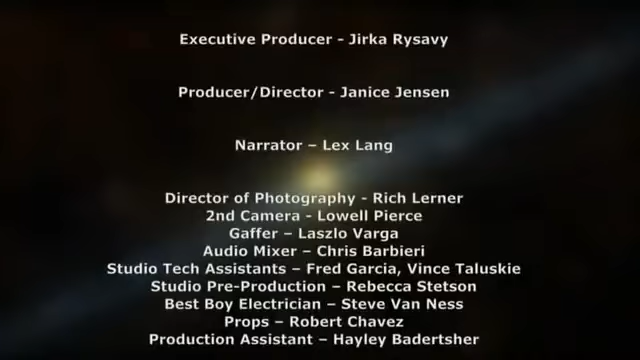 Executive Producer - Jirka Rysavy
Producer/Director - Janice Jensen
Narrator – Lex Lang
Director of Photography - Rich Lerner
2nd Camera - Lowell Pierce
Gaffer – Laszlo Varga
Audio Mixer – Chris Barbieri
Studio Tech Assistants – Fred Garcia, Vince Taluskie
Studio Pre-Production – Rebecca Stetson
Best Boy Electrician – Steve Van Ness
Props – Robert Chavez
Production Assistant – Hayley Badertsher